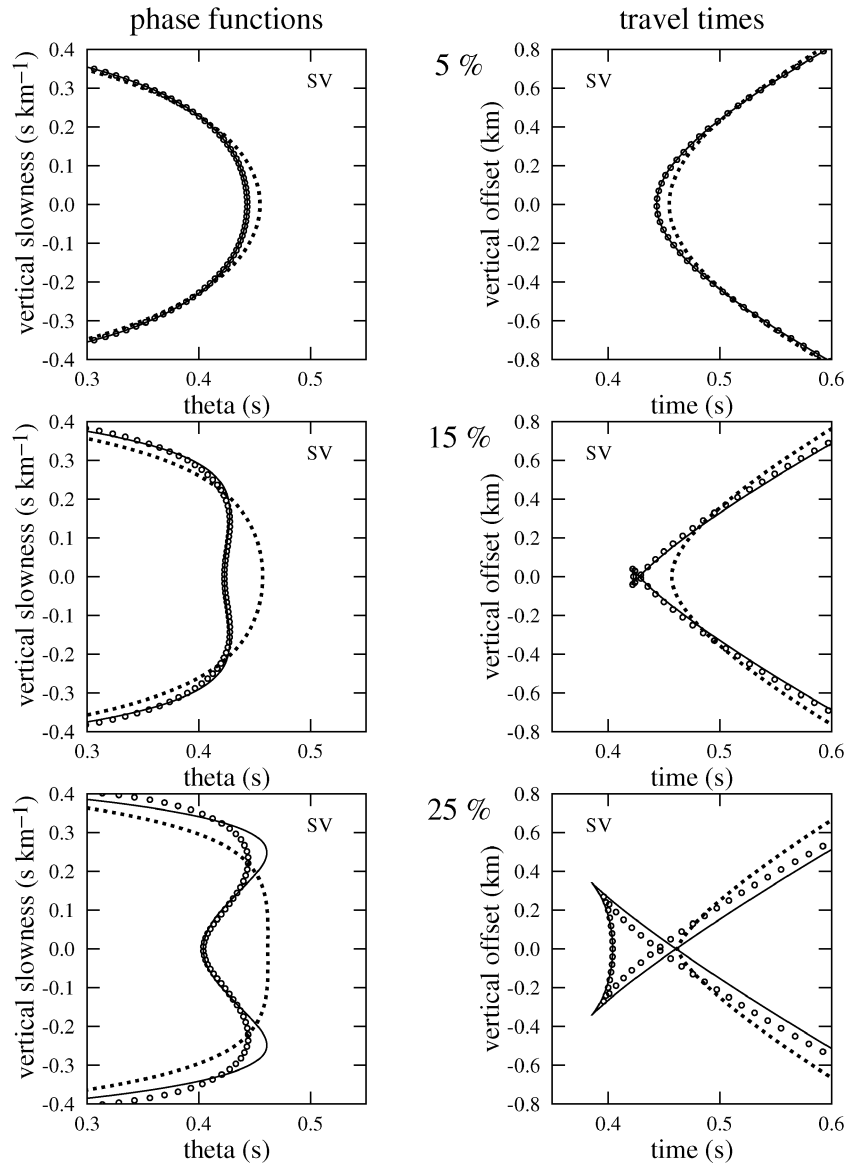 phase functions
travel times
5 %
SV
0.4
0.3
0.2
0.1
0.0
-0.1
-0.2
-0.3
-0.4
vertical slowness (s km−1)
0.3 0.4 0.5
theta (s)
SV
0.8
0.6
0.4
0.2
0.0
-0.2
-0.4
-0.6
-0.8
vertical offset (km)
0.4 0.5 0.6
time (s)
15 %
SV
0.4
0.3
0.2
0.1
0.0
-0.1
-0.2
-0.3
-0.4
vertical slowness (s km−1)
0.3 0.4 0.5
theta (s)
SV
0.8
0.6
0.4
0.2
0.0
-0.2
-0.4
-0.6
-0.8
vertical offset (km)
0.4 0.5 0.6
time (s)
25 %
SV
0.4
0.3
0.2
0.1
0.0
-0.1
-0.2
-0.3
-0.4
vertical slowness (s km−1)
0.3 0.4 0.5
theta (s)
SV
0.8
0.6
0.4
0.2
0.0
-0.2
-0.4
-0.6
-0.8
vertical offset (km)
0.4 0.5 0.6
time (s)